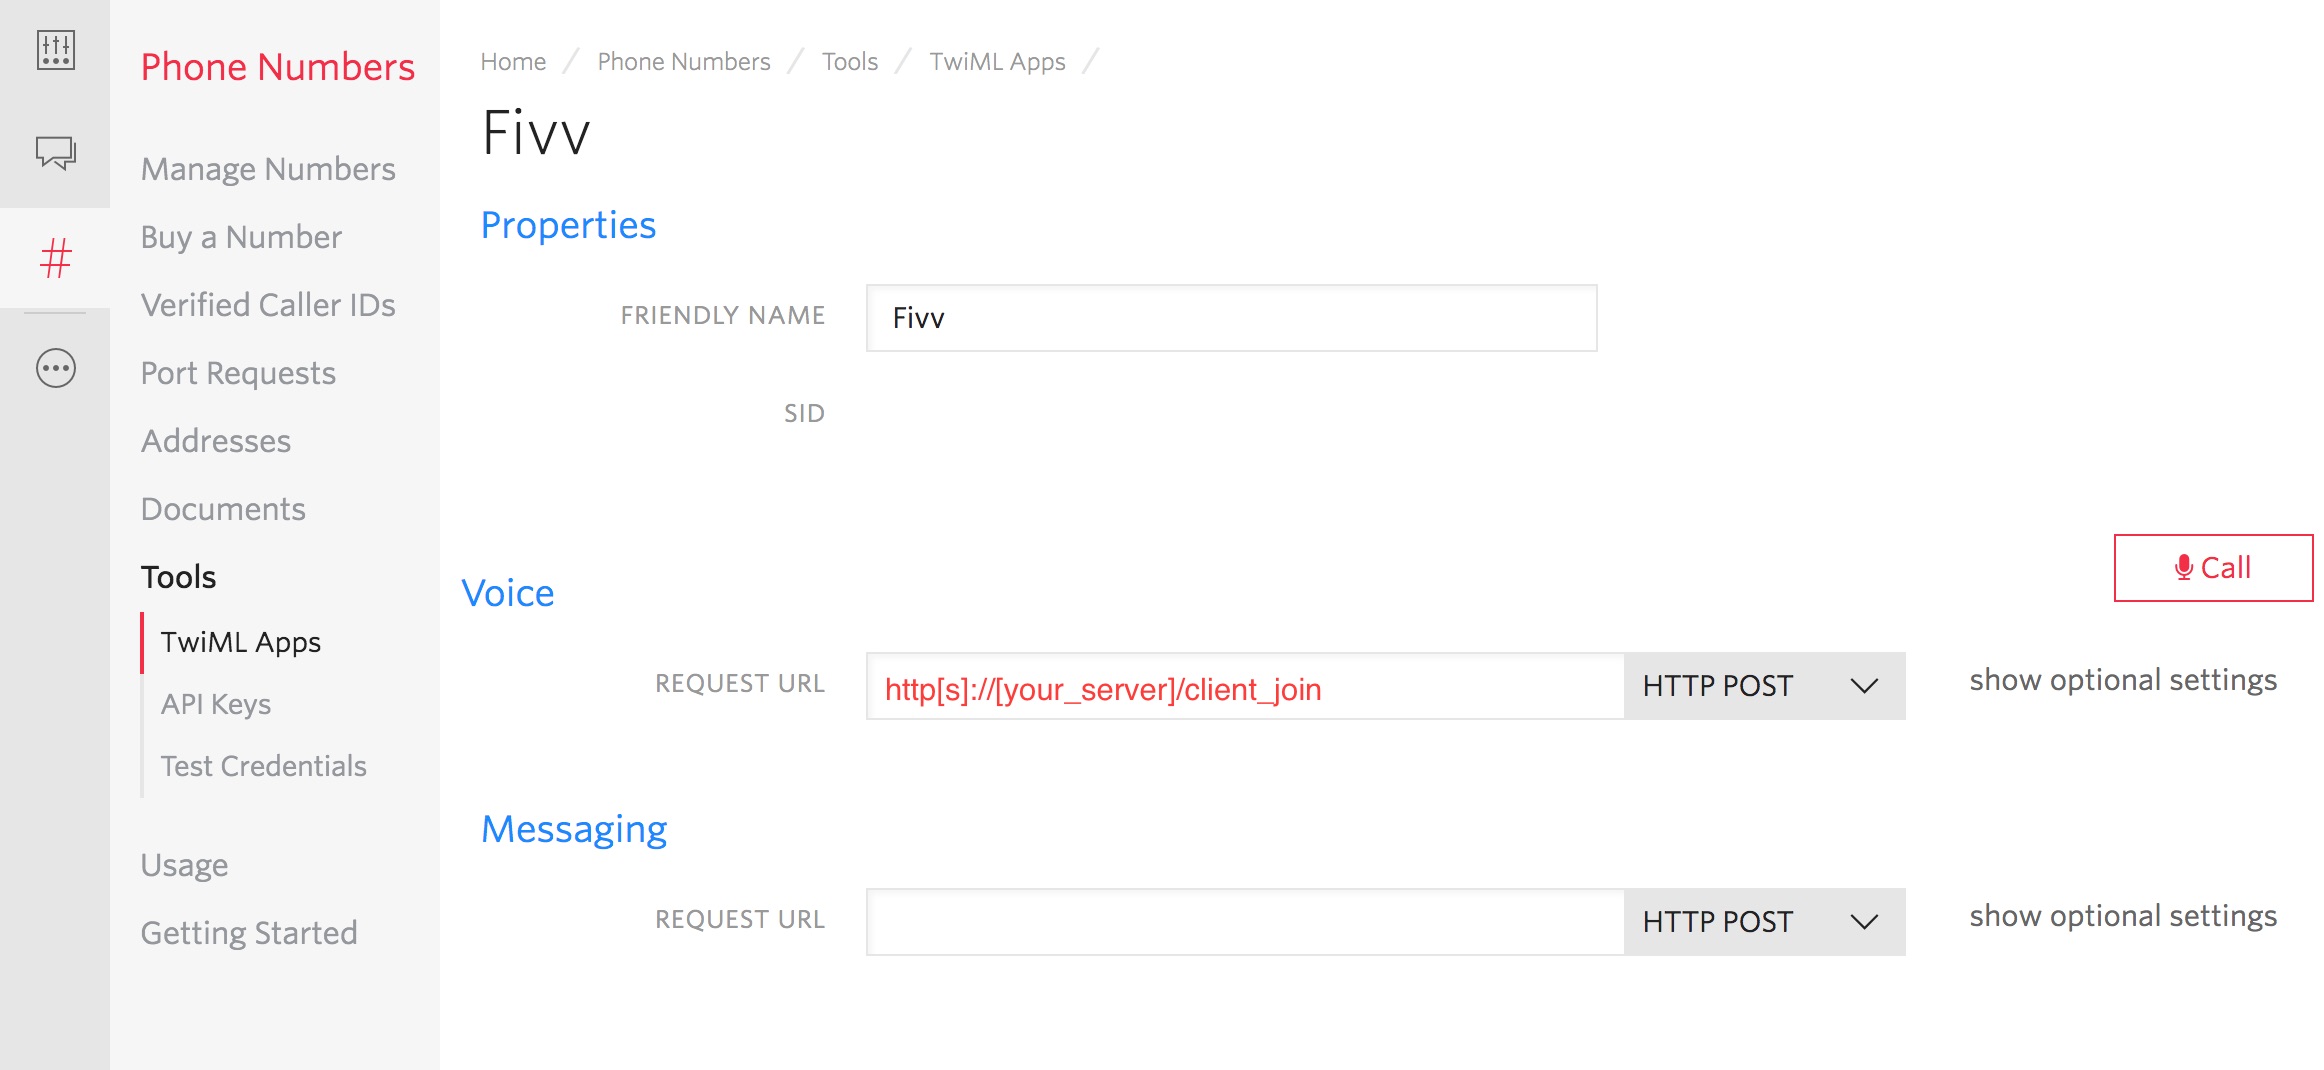 Phone Numbers
Manage Numbers
Buy a Number
Verified Caller IDs
Port Requests
Addresses
Documents
Tools
TwiML Apps
API Keys
Test Credentials
Usage
Getting Started
Home / Phone Numbers / Tools / TwiML Apps /
Fivv
Properties
FRIENDLY NAME Fivv
SID
Voice
Call
REQUEST URL http[s]://[your_server]/client_join HTTP POST show optional settings
Messaging
REQUEST URL HTTP POST show optional settings